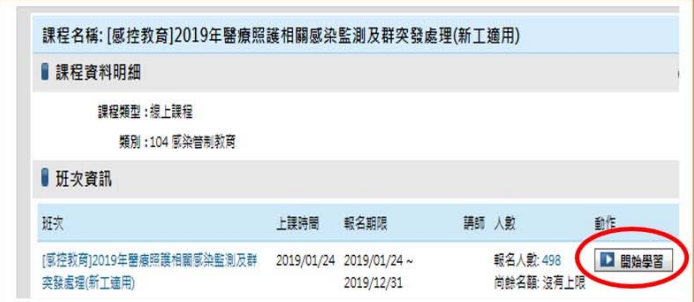 課程名稱: [感控教育]2019年醫療照護相關感染監測及群突發處理(新工適用)
課程資料明細
課程類型 : 線上課程
類別 : 104 感染管制教育
班次資訊
班次 上課時間 報名期限 講師 人數 動作
[感控教育]2019年醫療照護相關感染監測及群 2019/01/24 2019/01/24 ~ 報名人數: 498 開始學習
突發處理(新工適用) 2019/12/31 尚餘名額: 沒有上限